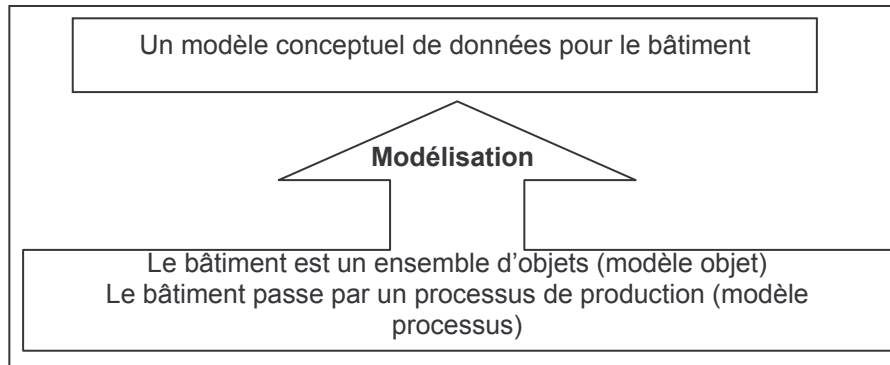 Un modèle conceptuel de données pour le bâtiment
Modélisation
Le bâtiment est un ensemble d'objets (modèle objet)
Le bâtiment passe par un processus de production (modèle
processus)